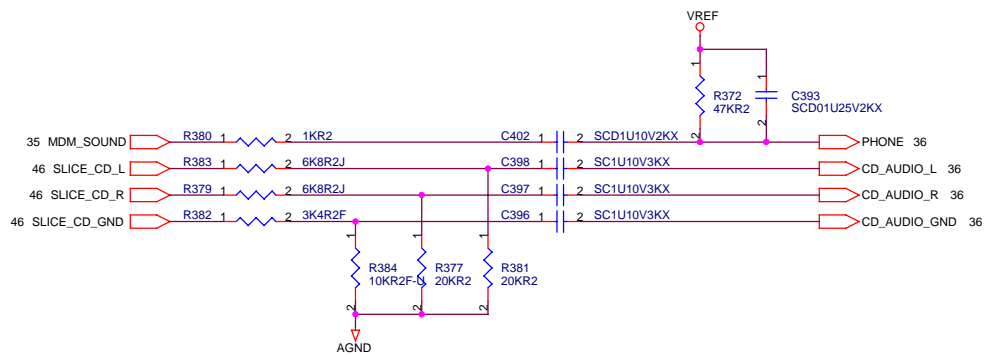 VREF
1
1
R372
47KR2
C393
SCD01U25V2KX
2
2
35 MDM_SOUND
R380
1
2
1KR2
C402
1
2
SCD1U10V2KX
PHONE 36
46 SLICE_CD_L
R383
1
2
6K8R2J
C398
1
2
SC1U10V3KX
CD_AUDIO_L 36
46 SLICE_CD_R
R379
1
2
6K8R2J
C397
1
2
SC1U10V3KX
CD_AUDIO_R 36
46 SLICE_CD_GND
R382
1
2
3K4R2F
C396
1
2
SC1U10V3KX
CD_AUDIO_GND 36
1
1
1
R384
10KR2F-U
R377
20KR2
R381
20KR2
2
2
2
AGND